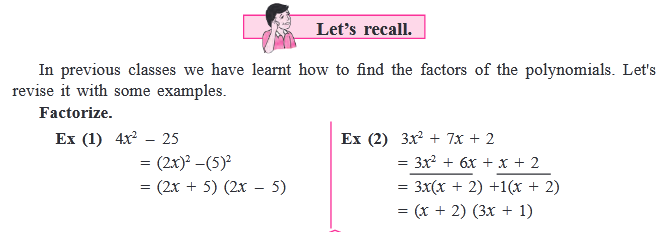 Let's recall.
In previous classes we have learnt how to find the factors of the polynomials. Let's
revise it with some examples.
Factorize.
Ex (1) 4x² – 25
= (2x)² –(5)²
= (2x + 5) (2x – 5)
Ex (2) 3x² + 7x + 2
= 3x² + 6x + x + 2
= 3x(x + 2) +1(x + 2)
= (x + 2) (3x + 1)